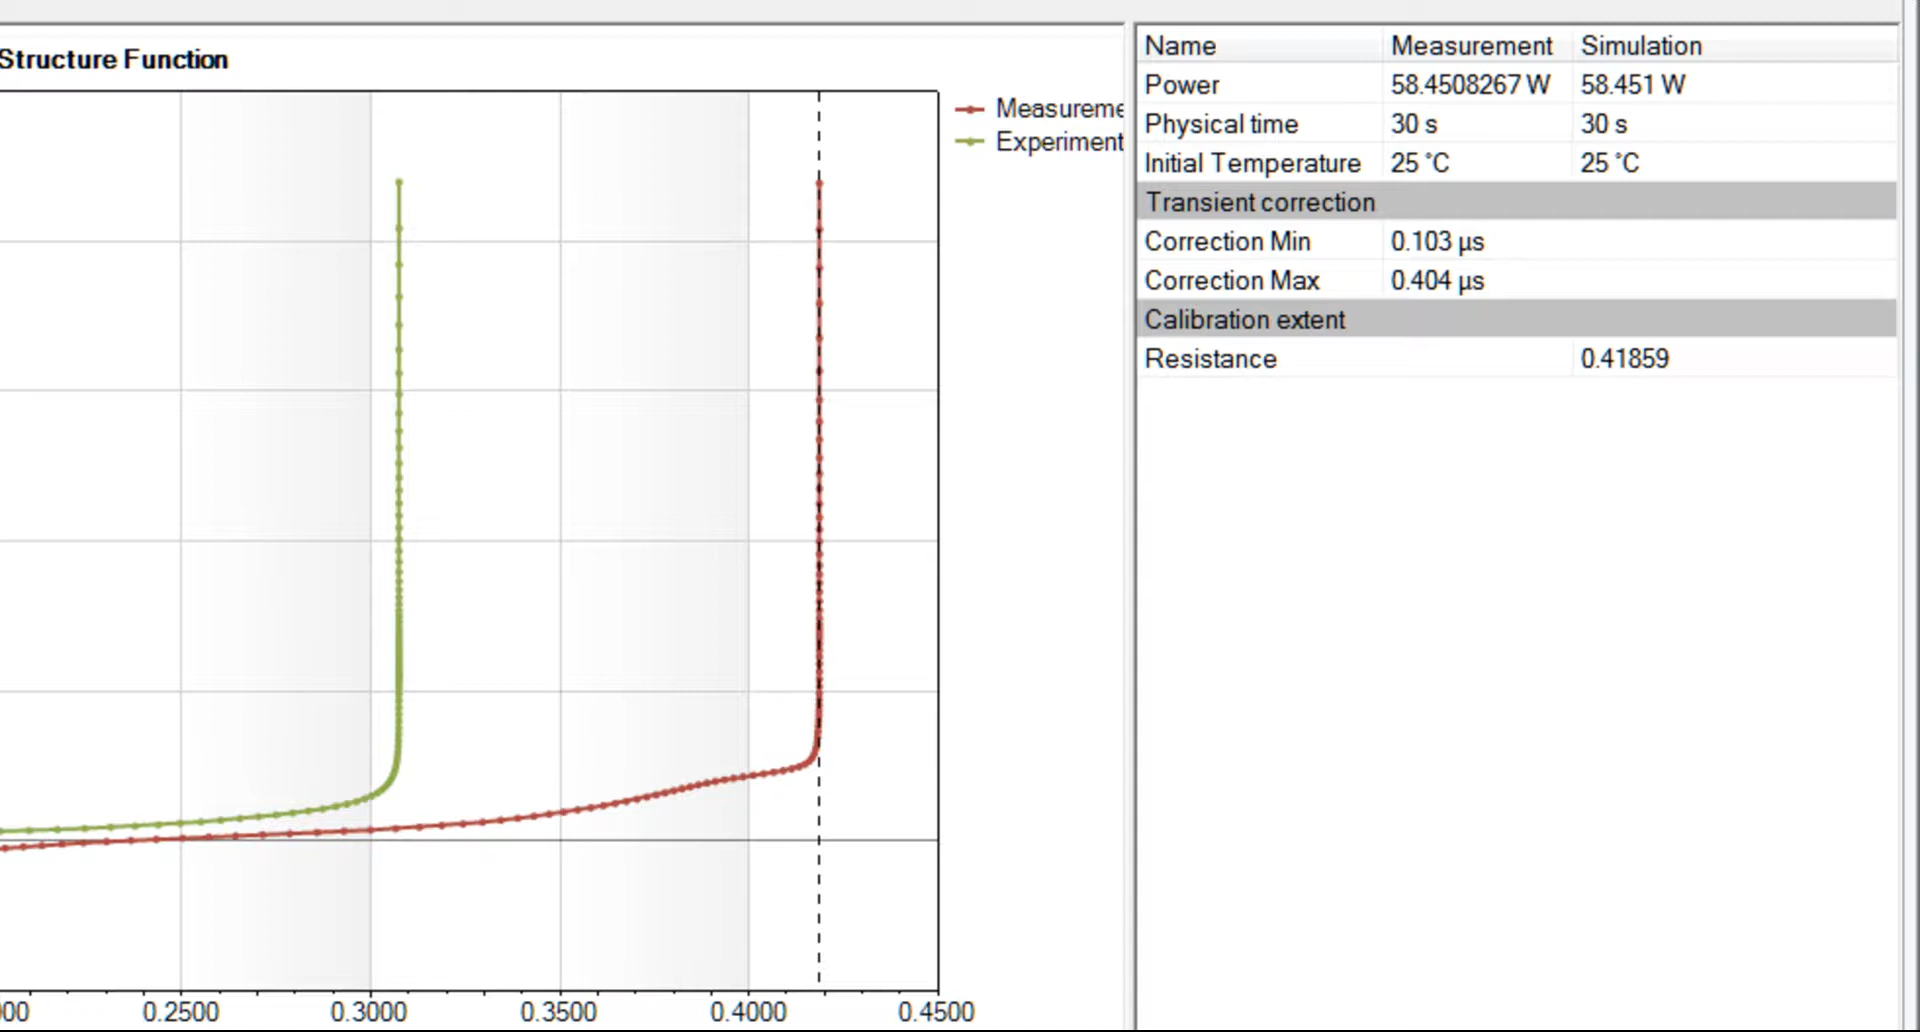 Structure Function
Measureme
Experiment
000 0.2500 0.3000 0.3500 0.4000 0.4500
Name Measurement Simulation
Power 58.4508267 W 58.451 W
Physical time 30 s 30 s
Initial Temperature 25 °C 25 °C
Transient correction
Correction Min 0.103 µs
Correction Max 0.404 µs
Calibration extent
Resistance 0.41859